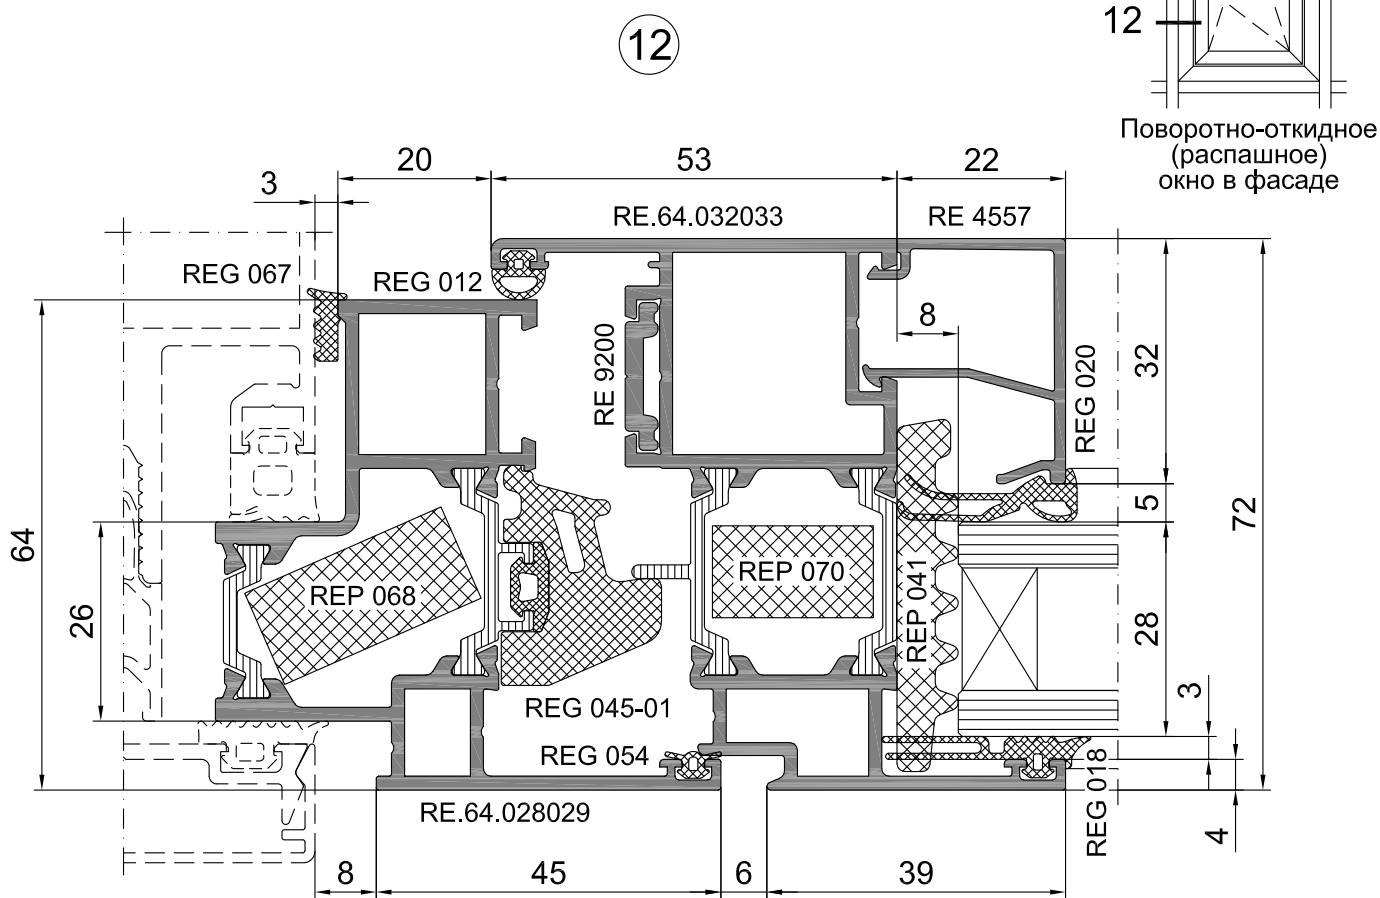 12
12
Поворотно-откидное
(распашное)
окно в фасаде
20
53
22
3
RE.64.032033
RE 4557
REG 067
REG 012
8
RE 9200
REG 020
32
5
72
64
26
28
REP 068
REP 070
REP 041
REG 045-01
3
REG 054
RE.64.028029
REG 018
4
8
45
6
39